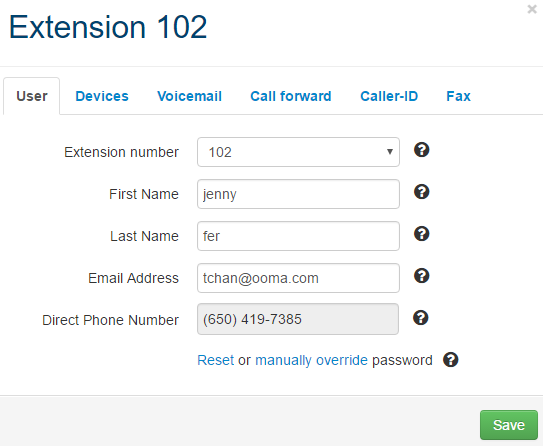 ×
Extension 102
User Devices Voicemail Call forward Caller-ID Fax
Extension number 102 ?
First Name jenny ?
Last Name fer ?
Email Address tchan@ooma.com ?
Direct Phone Number (650) 419-7385 ?
Reset or manually override password ?
Save